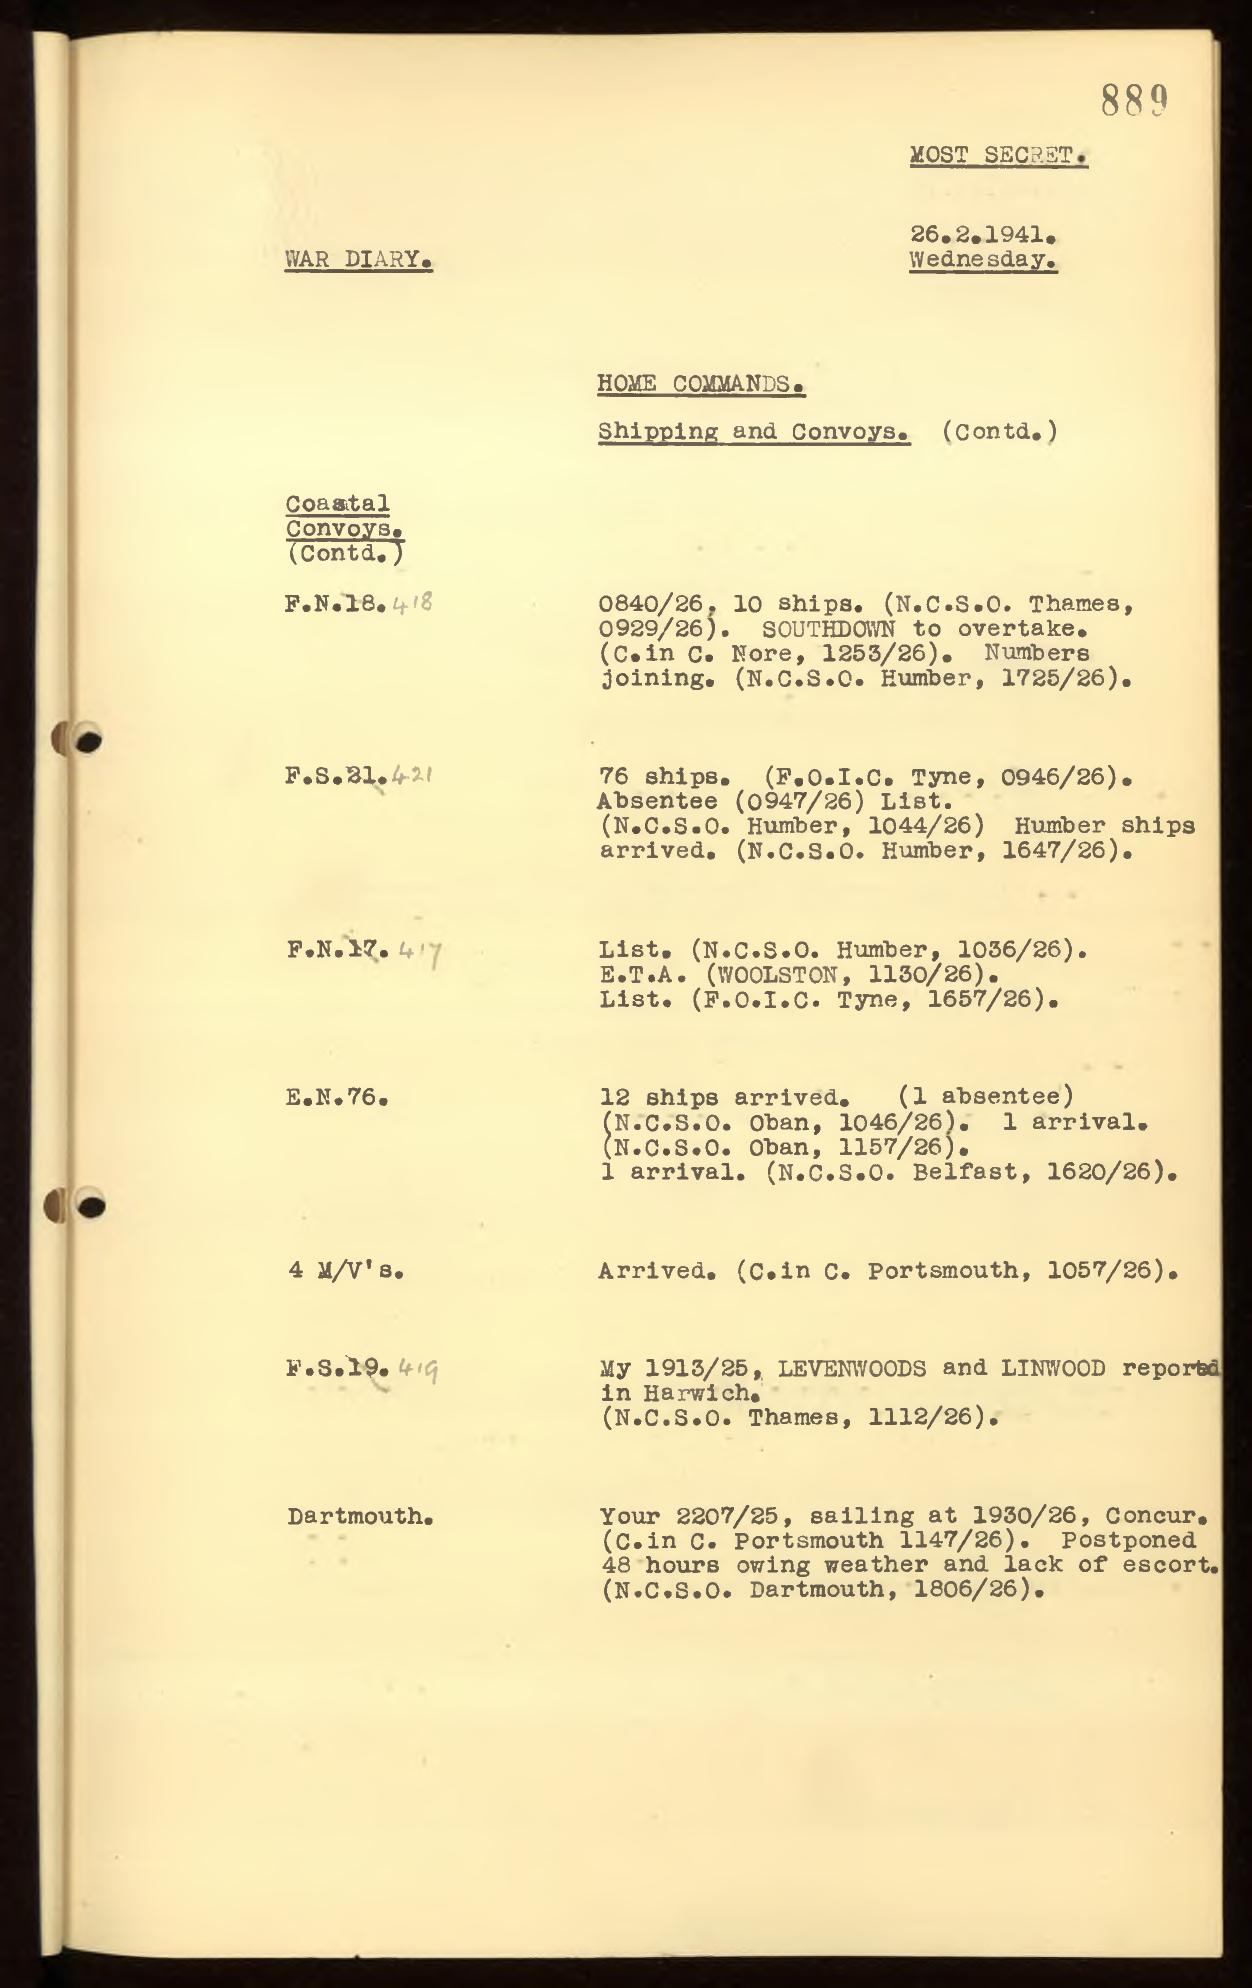 889
MOST SECRET.
26.2.1941.
WAR DIARY.
Wednesday.
HOME COMMANDS.
Shipping and Convoys. (Contd.)
Coastal
Convoys.
(Contd.)
F.N.18. 418
0840/26, 10 ships. (N.C.S.O. Thames,
0929/26). SOUTHDOWN to overtake.
(C.in C. Nore, 1253/26). Numbers
joining. (N.C.S.O. Humber, 1725/26).
F.S.21. 421
76 ships. (F.O.I.C. Tyne, 0946/26).
Absentee (0947/26) List.
(N.C.S.O. Humber, 1044/26) Humber ships
arrived. (N.C.S.O. Humber, 1647/26).
F.N.17. 417
List. (N.C.S.O. Humber, 1036/26).
E.T.A. (WOOLSTON, 1130/26).
List. (F.O.I.C. Tyne, 1657/26).
E.N.76.
12 ships arrived. (1 absentee)
(N.C.S.O. Oban, 1046/26). 1 arrival.
(N.C.S.O. Oban, 1157/26).
1 arrival. (N.C.S.O. Belfast, 1620/26).
4 M/V's.
Arrived. (C.in C. Portsmouth, 1057/26).
F.S.19. 419
My 1913/25, LEVENWOODS and LINWOOD reported
in Harwich.
(N.C.S.O. Thames, 1112/26).
Dartmouth.
Your 2207/25, sailing at 1930/26, Concur.
(C.in C. Portsmouth 1147/26). Postponed
48 hours owing weather and lack of escort.
(N.C.S.O. Dartmouth, 1806/26).